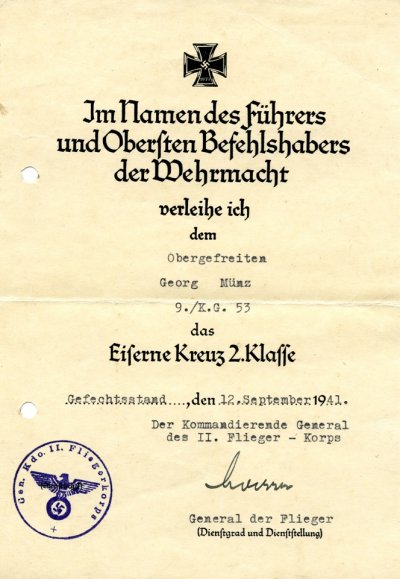 Im Namen des Führers
und Obersten Befehlshabers
der Wehrmacht
verleihe ich
dem
Obergefreiten
Georg Münz
9./K.G. 53
das
Eiserne Kreuz 2. Klasse
Gefechtsstand ...., den 12. September 1941.
Der Kommandierende General
des II. Flieger - Korps
General der Flieger
(Dienstgrad und Dienststellung)
Gen. Kdo. II. Fliegerkorps